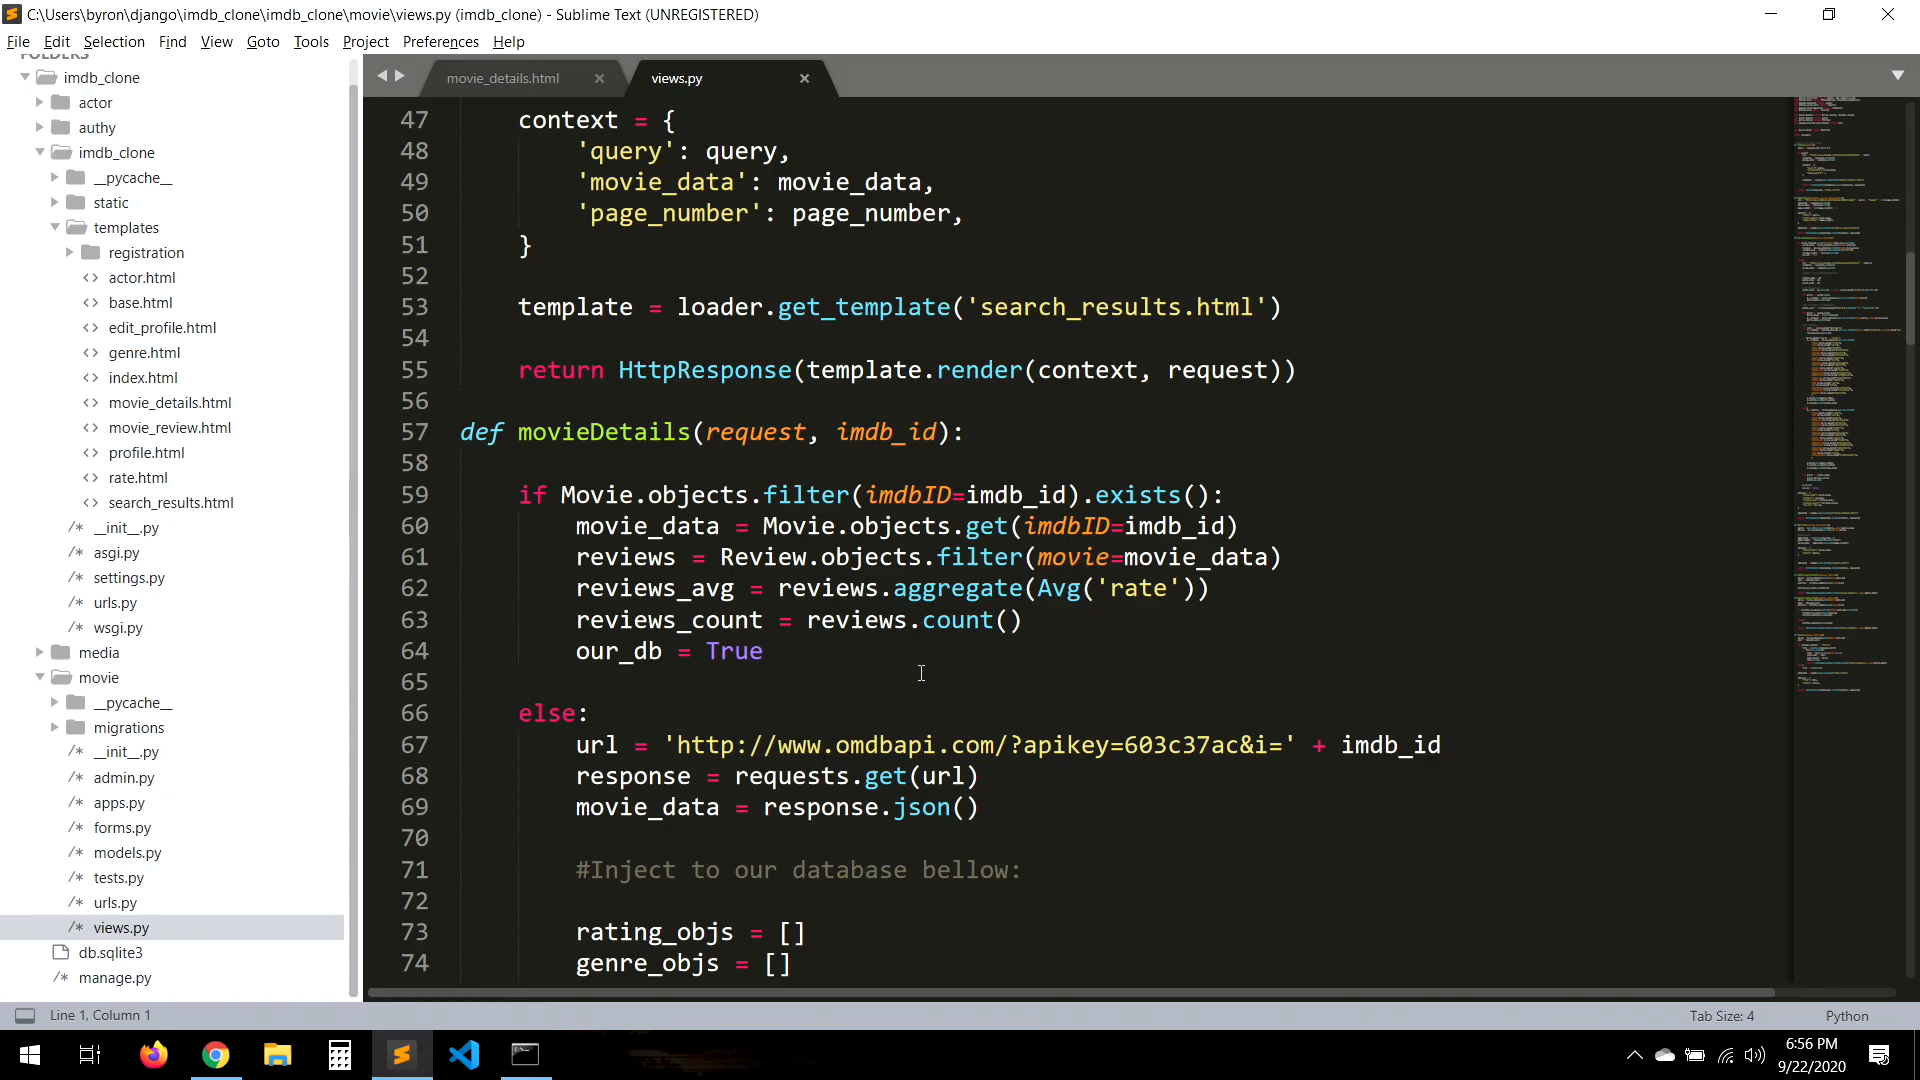 C:\Users\byron\django\imdb_clone\imdb_clone\movie\views.py (imdb_clone) - Sublime Text (UNREGISTERED)
File Edit Selection Find View Goto Tools Project Preferences Help
FOLDERS
imdb_clone
actor
authy
imdb_clone
__pycache__
static
templates
registration
<> actor.html
<> base.html
<> edit_profile.html
<> genre.html
<> index.html
<> movie_details.html
<> movie_review.html
<> profile.html
<> rate.html
<> search_results.html
/* __init__.py
/* asgi.py
/* settings.py
/* urls.py
/* wsgi.py
media
movie
__pycache__
migrations
/* __init__.py
/* admin.py
/* apps.py
/* forms.py
/* models.py
/* tests.py
/* urls.py
/* views.py
db.sqlite3
/* manage.py
movie_details.html
views.py
47 context = {
48 'query': query,
49 'movie_data': movie_data,
50 'page_number': page_number,
51 }
52
53 template = loader.get_template('search_results.html')
54
55 return HttpResponse(template.render(context, request))
56
57 def movieDetails(request, imdb_id):
58
59 if Movie.objects.filter(imdbID=imdb_id).exists():
60 movie_data = Movie.objects.get(imdbID=imdb_id)
61 reviews = Review.objects.filter(movie=movie_data)
62 reviews_avg = reviews.aggregate(Avg('rate'))
63 reviews_count = reviews.count()
64 our_db = True
65
66 else:
67 url = 'http://www.omdbapi.com/?apikey=603c37ac&i=' + imdb_id
68 response = requests.get(url)
69 movie_data = response.json()
70
71 #Inject to our database bellow:
72
73 rating_objs = []
74 genre_objs = []
Line 1, Column 1
Tab Size: 4
Python
6:56 PM
9/22/2020